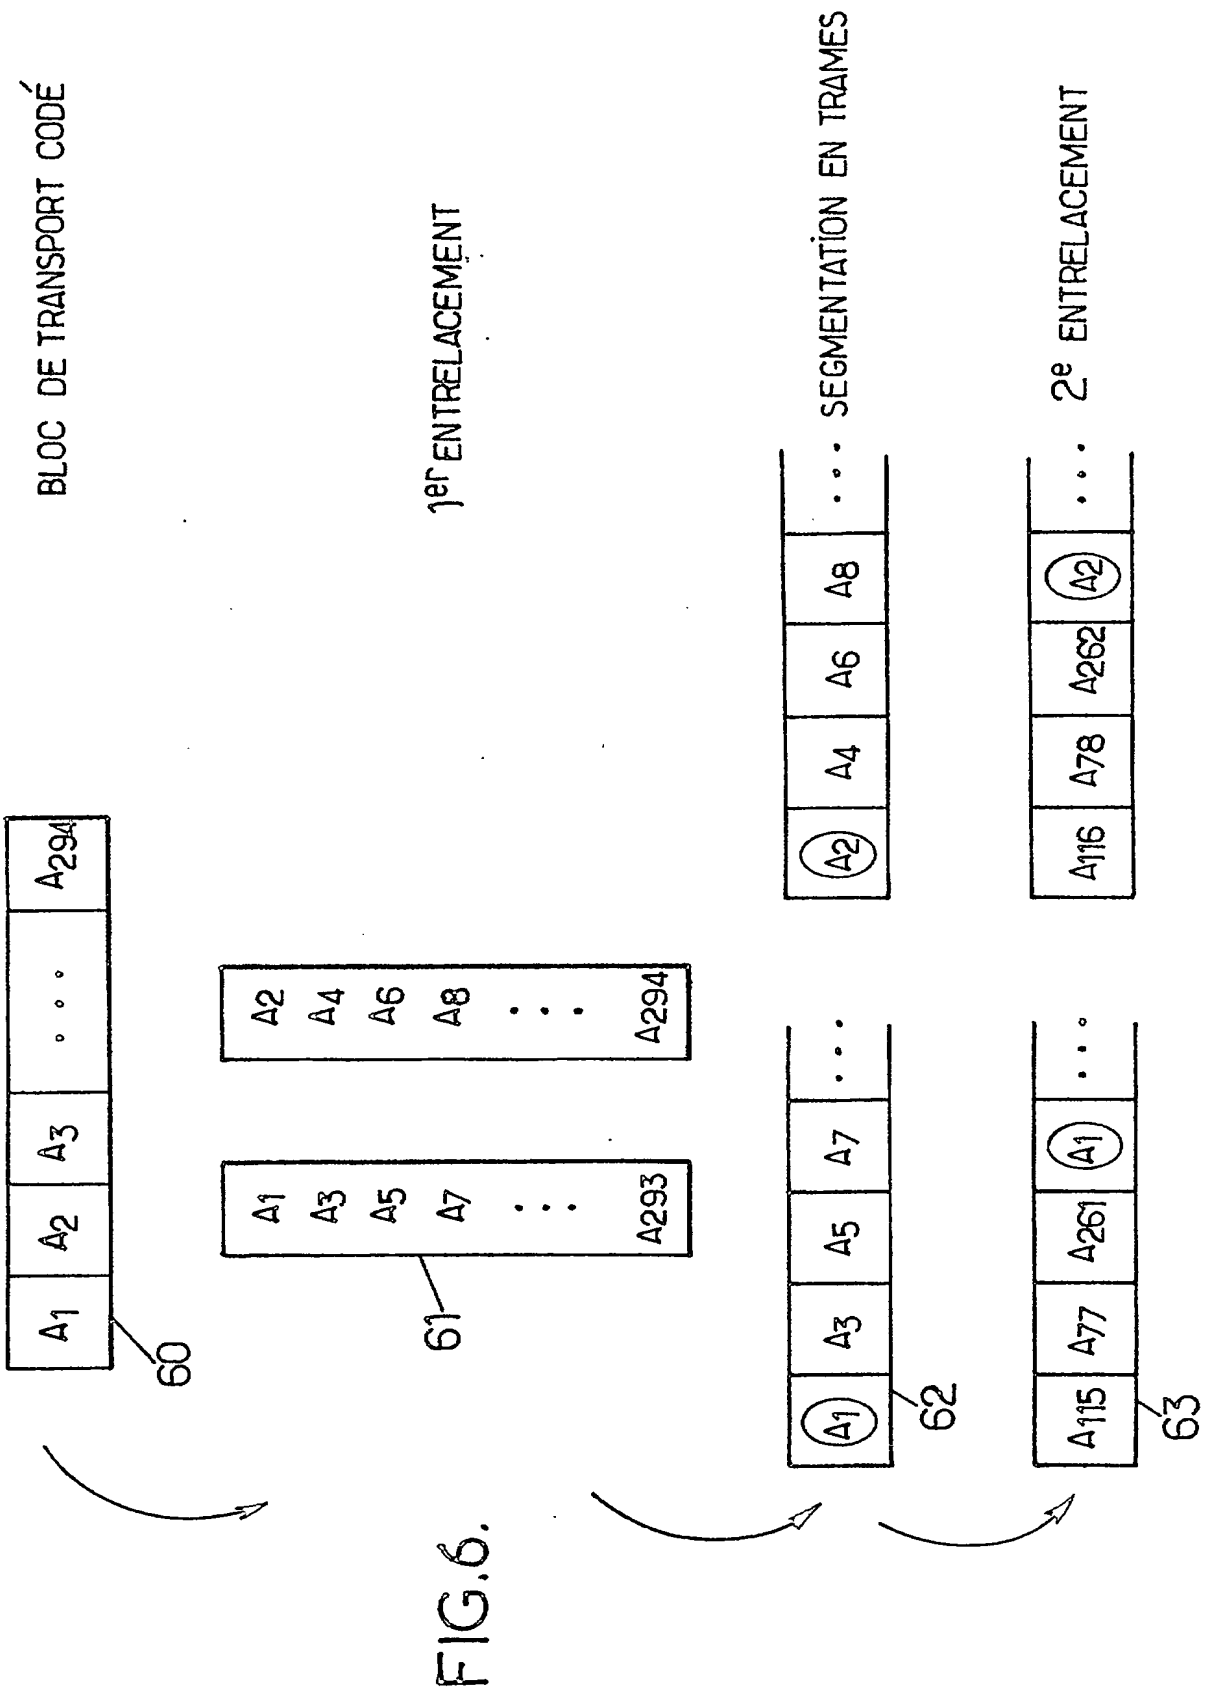 BLOC DE TRANSPORT CODÉ
A1 A2 A3 ... A294
60
1er ENTRELACEMENT
A1 A2
A3 A4
A5 A6
A7 A8
... ...
A293 A294
61
... SEGMENTATION EN TRAMES
A1 A3 A5 A7 ... A2 A4 A6 A8
62
... 2e ENTRELACEMENT
A115 A77 A261 A1 ... A116 A78 A262 A2
63
FIG.6.